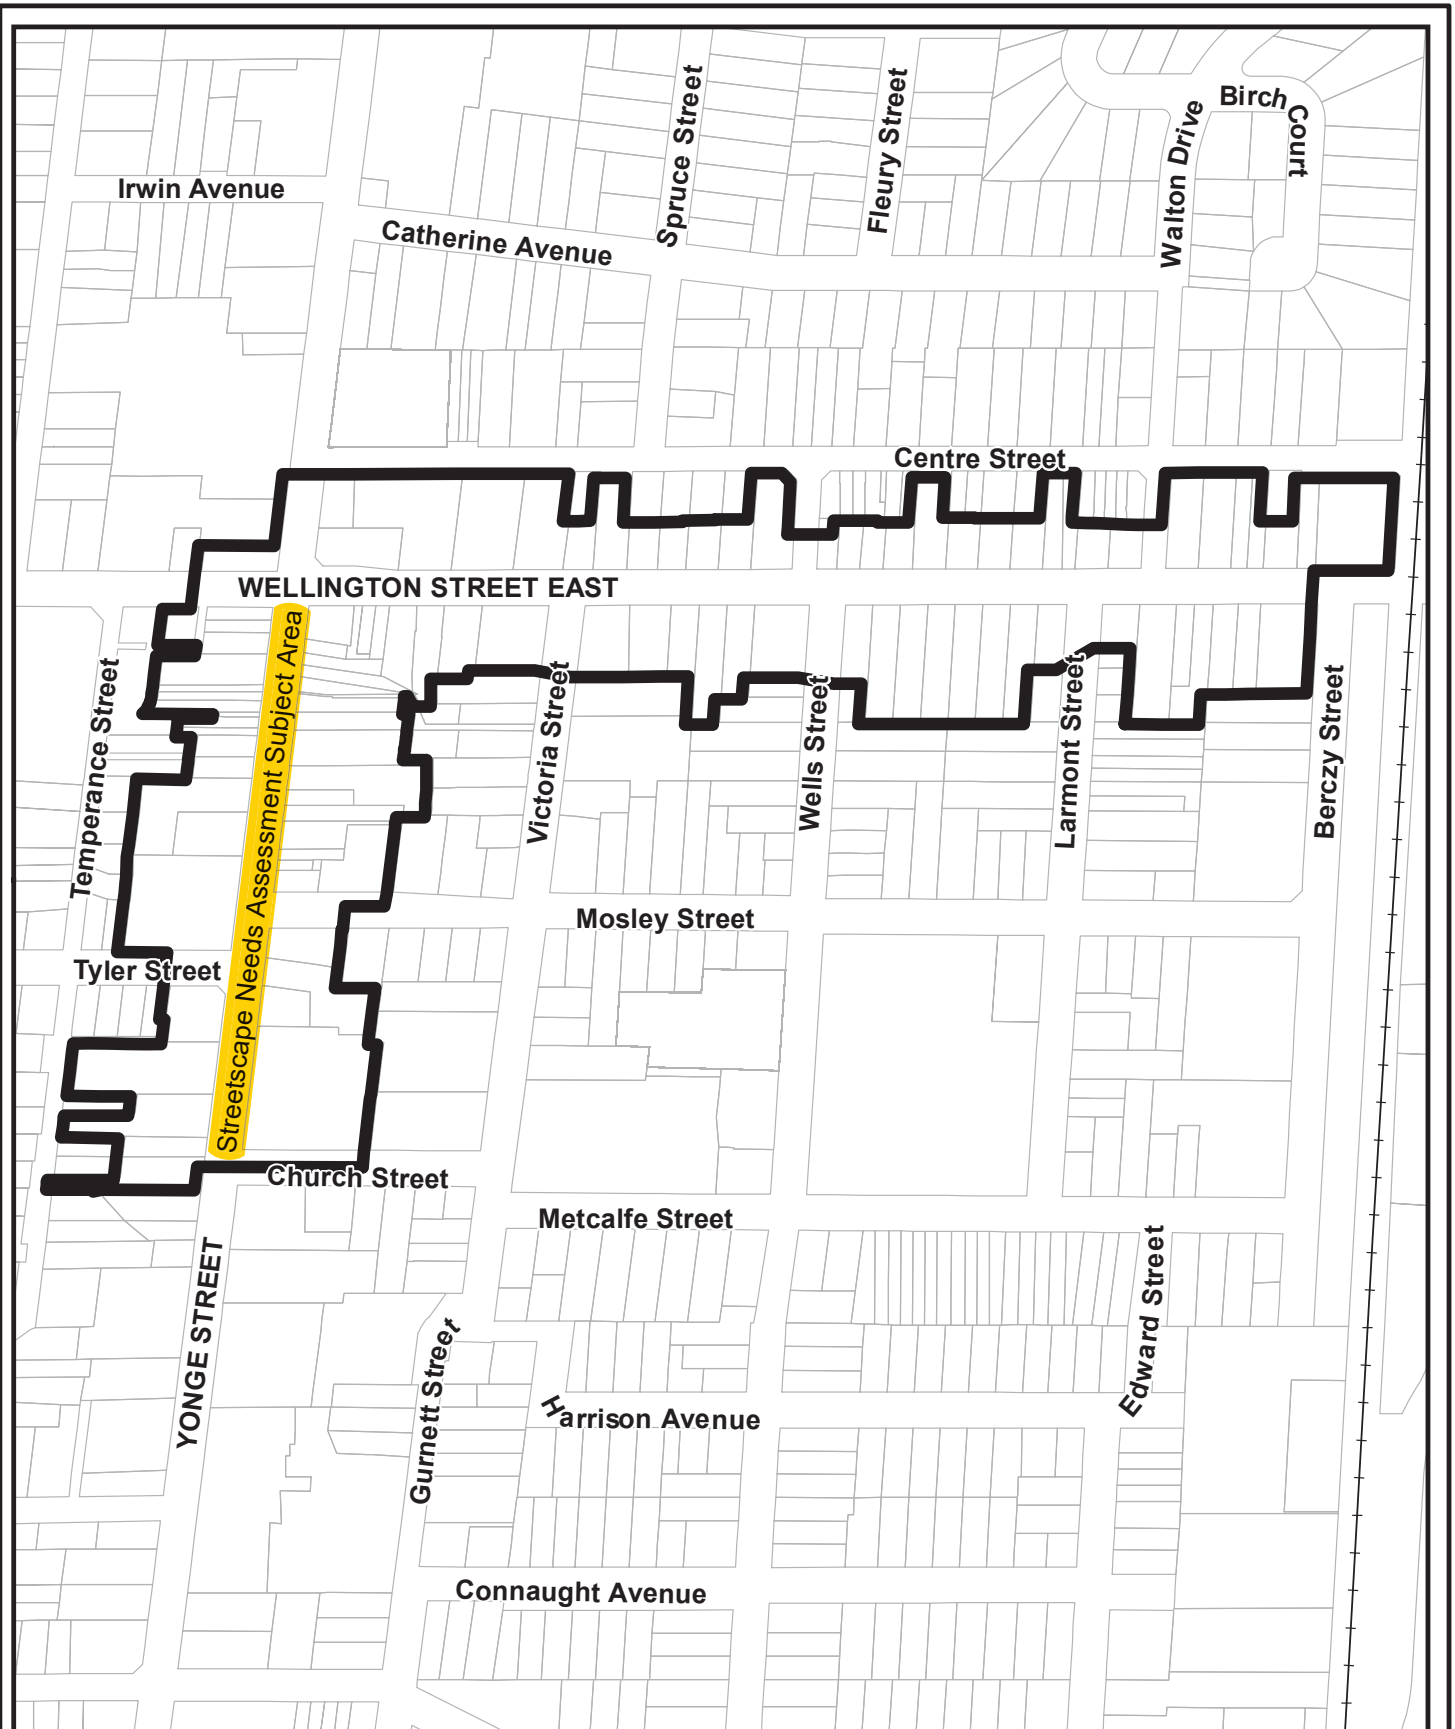 Birch Court
Spruce Street
Fleury Street
Walton Drive
Irwin Avenue
Catherine Avenue
Centre Street
WELLINGTON STREET EAST
Streetscape Needs Assessment Subject Area
Temperance Street
Victoria Street
Wells Street
Larmont Street
Berczy Street
Mosley Street
Tyler Street
Church Street
Metcalfe Street
YONGE STREET
Gurnett Street
Edward Street
Harrison Avenue
Connaught Avenue